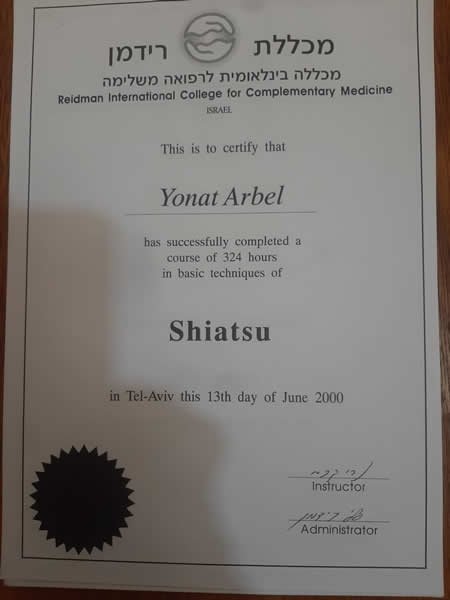 מכללת רידמן
מכללה בינלאומית לרפואה משלימה
Reidman International College for Complementary Medicine
ISRAEL
This is to certify that
Yonat Arbel
has successfully completed a
course of 324 hours
in basic techniques of
Shiatsu
in Tel-Aviv this 13th day of June 2000
Instructor
Administrator